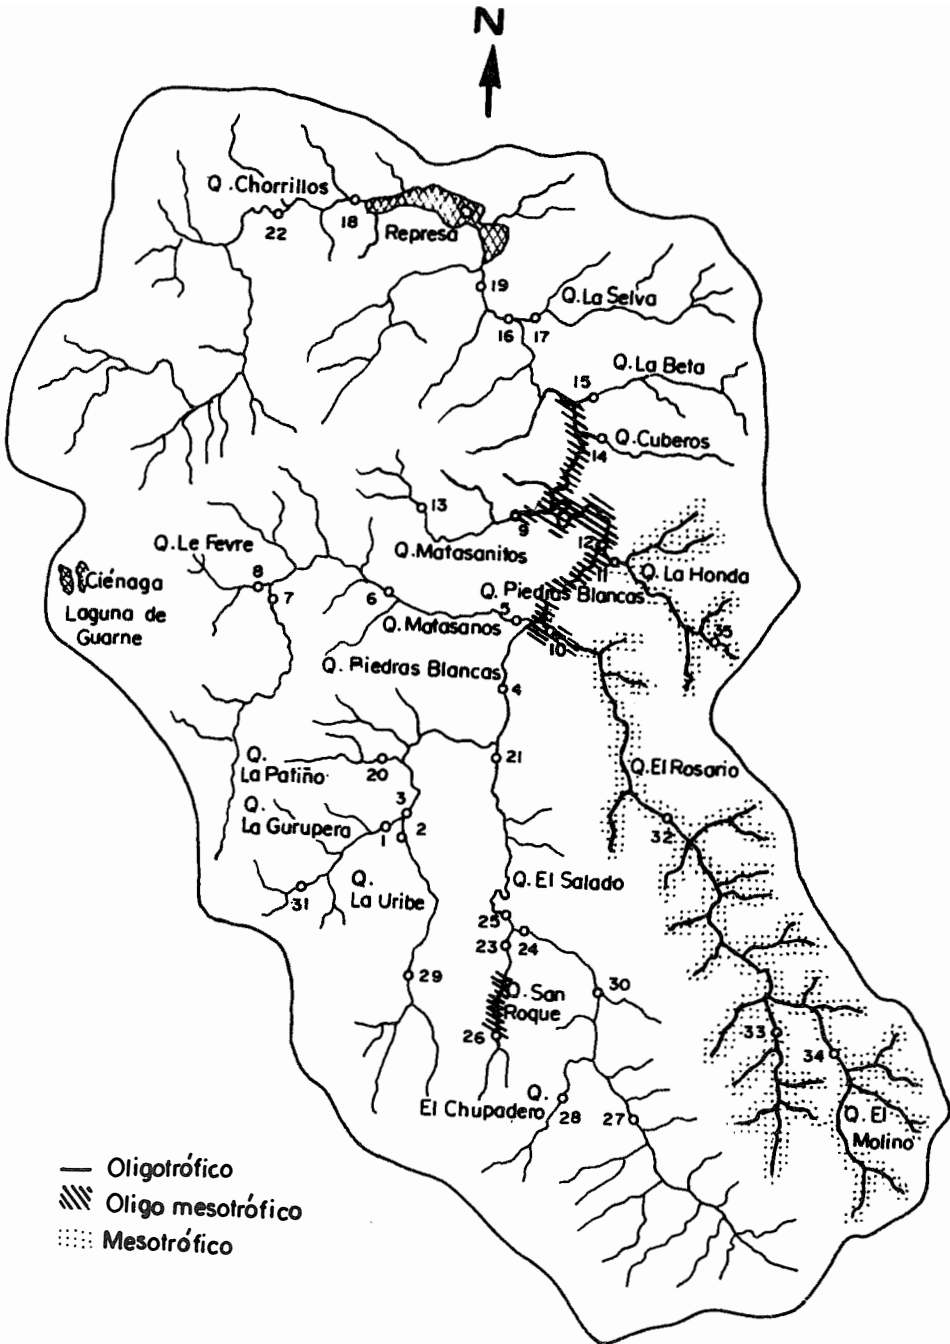 N
Q. Chorrillos
18
22
Represa
19
Q. La Selva
16
17
Q. La Beta
15
Q. Cuberos
14
13
9
12
Q. Le Fevre
Q. Matasanitos
11
Q. La Honda
Ciénaga
8
7
6
Q. Piedras Blancas
5
Laguna de
Guarne
Q. Matasanos
35
10
Q. Piedras Blancas
4
Q.
La Patiño
20
21
Q. El Rosario
Q.
La Gurupera
3
1
2
32
Q.
La Uribe
31
Q. El Salado
25
23
24
29
Q. San
Roque
30
26
33
34
Q.
El Chupadero
28
27
Q. El
Molino
Oligotrófico
Oligo mesotrófico
Mesotrófico